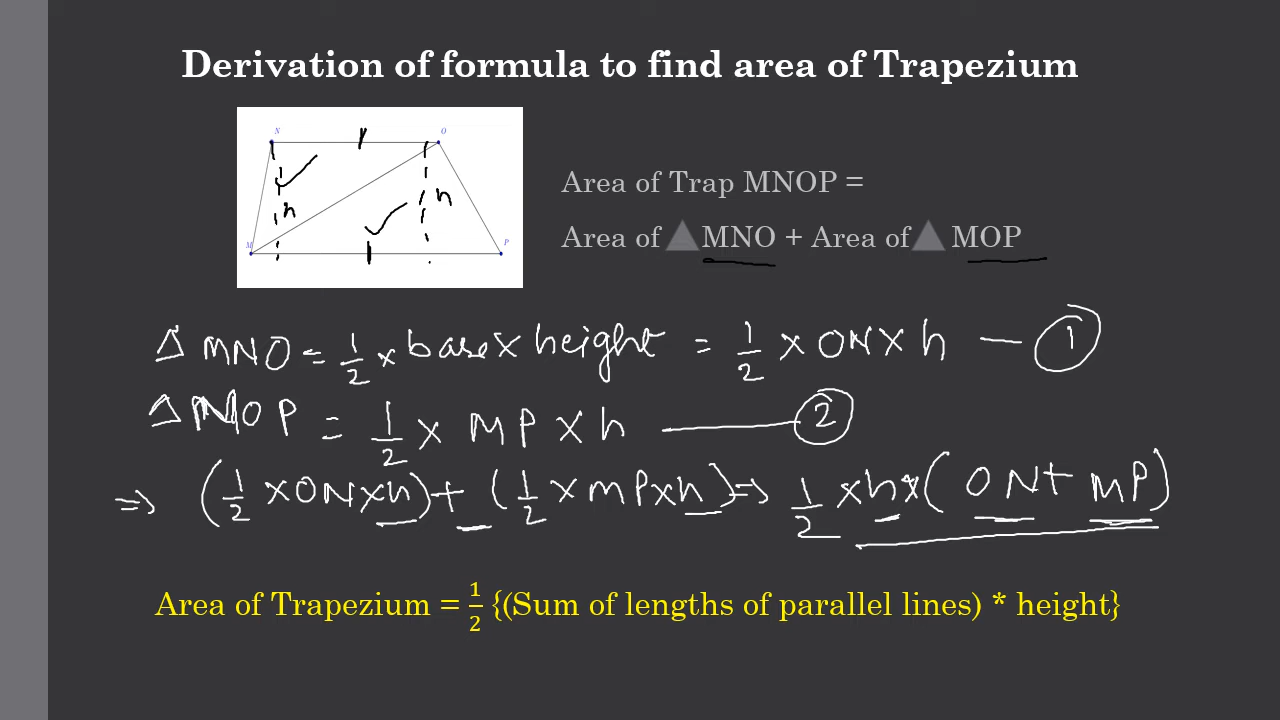 Derivation of formula to find area of Trapezium
N O
h h
M P
Area of Trap MNOP =
Area of △ MNO + Area of △ MOP
△ MNO = 1/2 × base × height = 1/2 × ON × h — ①
△ MOP = 1/2 × MP × h — ②
⇒ (1/2 × ON × h) + (1/2 × MP × h) ⇒ 1/2 × h × (ON + MP)
Area of Trapezium = 1/2 {(Sum of lengths of parallel lines) * height}